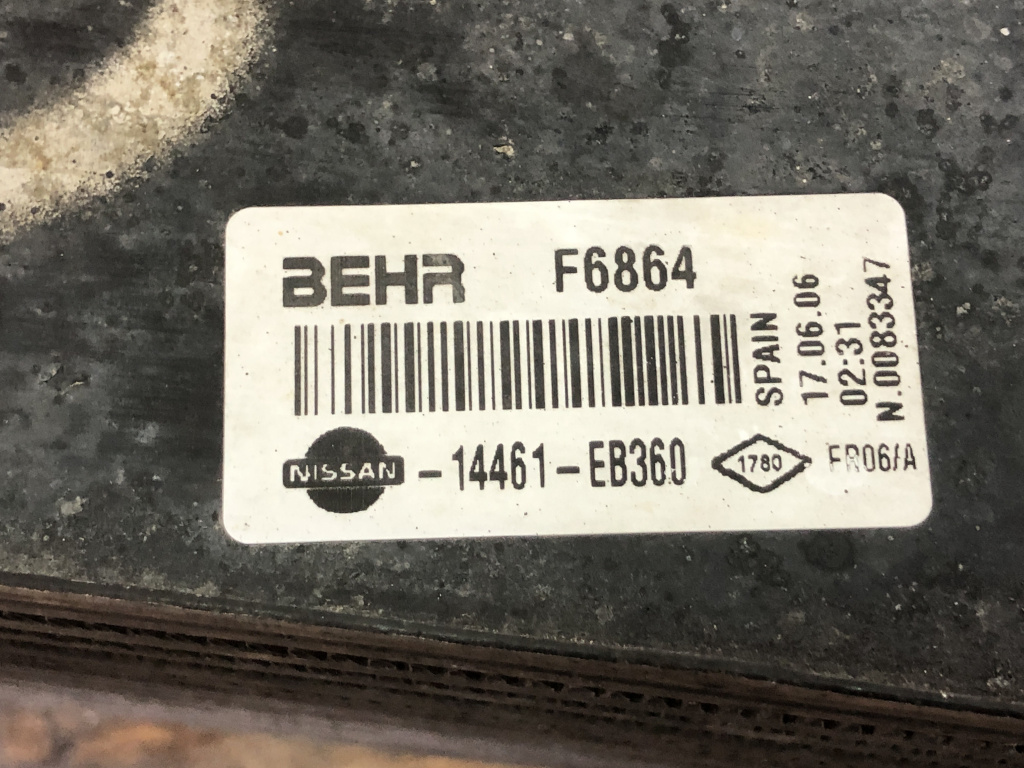 BEHR F6864
SPAIN
17.06.06
02:31
N.0083347
NISSAN -14461-EB360 1780 FR06/A